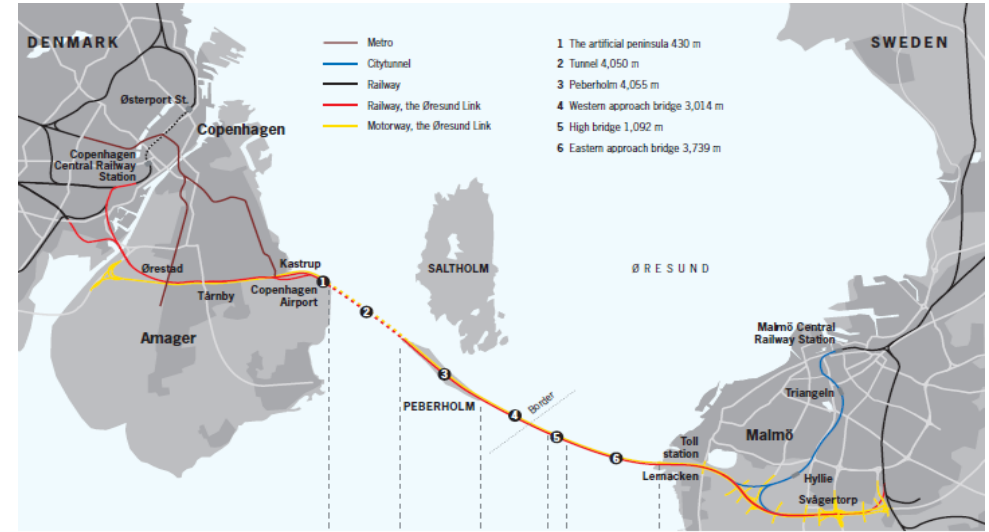 DENMARK
SWEDEN
Metro
Citytunnel
Railway
Railway, the Øresund Link
Motorway, the Øresund Link
1 The artificial peninsula 430 m
2 Tunnel 4,050 m
3 Peberholm 4,055 m
4 Western approach bridge 3,014 m
5 High bridge 1,092 m
6 Eastern approach bridge 3,739 m
Østerport St.
Copenhagen
Copenhagen
Central Railway
Station
Ørestad
Kastrup
Tårnby
Copenhagen
Airport
Amager
SALTHOLM
ØRESUND
1
2
3
PEBERHOLM
4
Border
5
6
Toll
station
Lernacken
Malmö Central
Railway Station
Triangeln
Malmö
Hyllie
Svågertorp